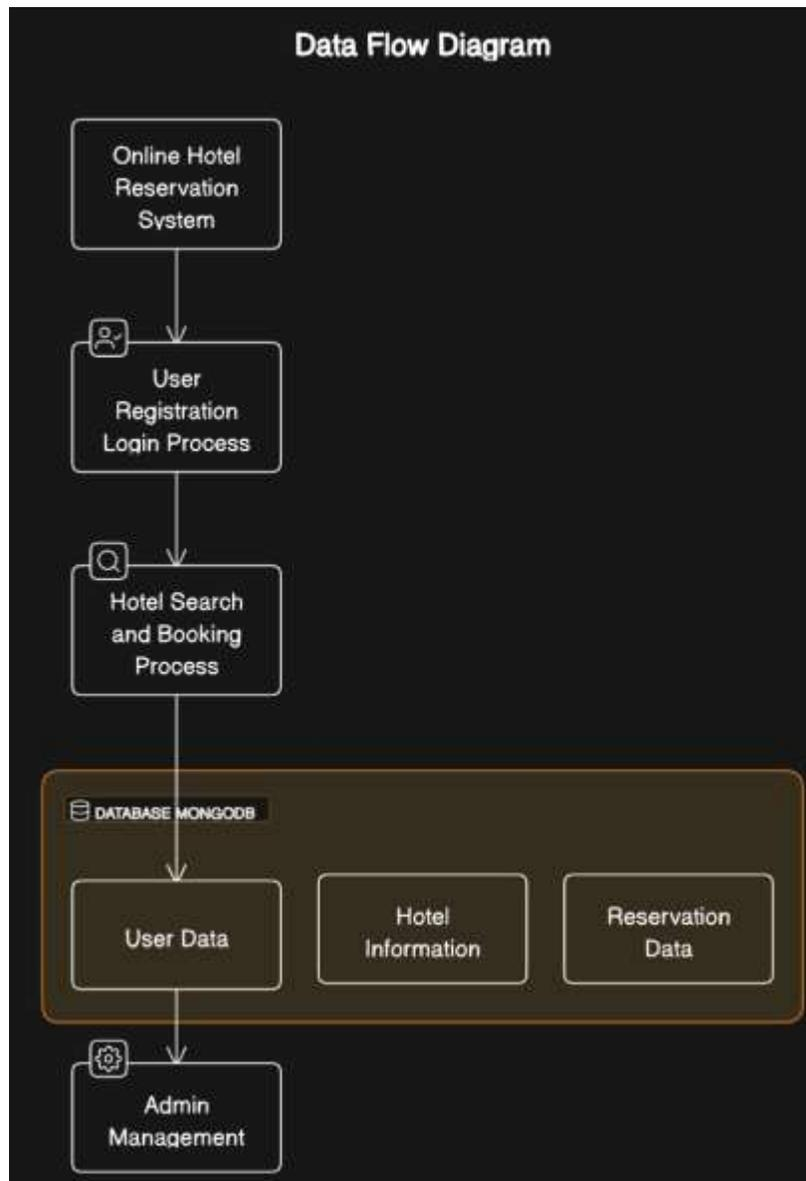 Data Flow Diagram
Online Hotel
Reservation
System
User
Registration
Login Process
Hotel Search
and Booking
Process
DATABASE MONGODB
User Data
Hotel
Information
Reservation
Data
Admin
Management